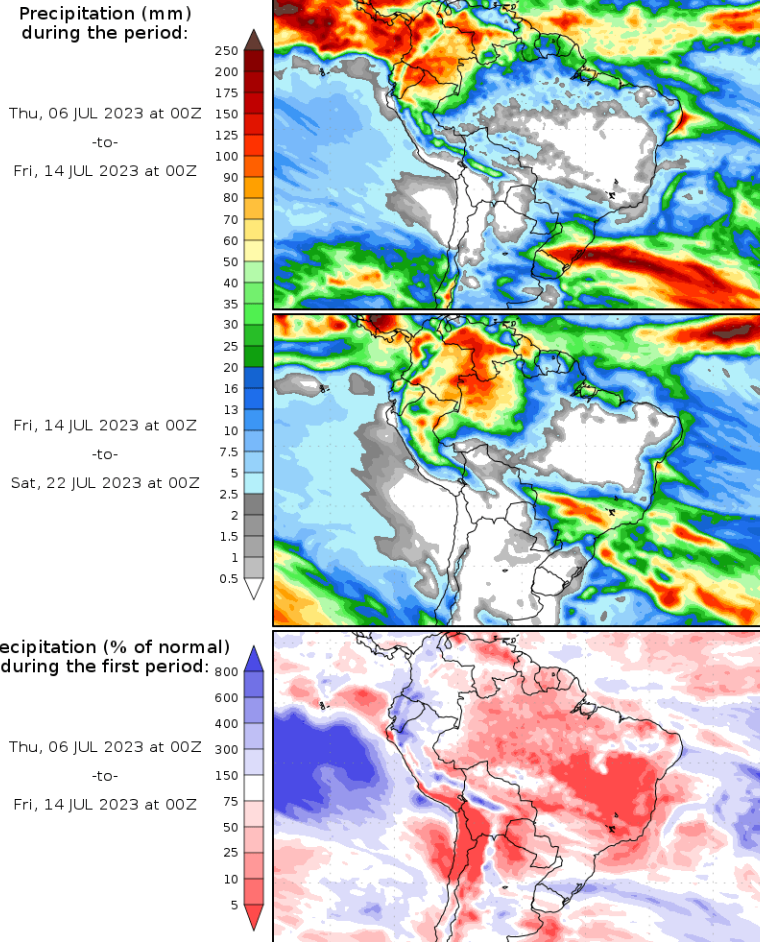 Precipitation (mm)
during the period:
Thu, 06 JUL 2023 at 00Z
-to-
Fri, 14 JUL 2023 at 00Z
250
200
175
150
125
100
90
80
70
60
50
40
35
30
25
20
16
13
10
7.5
5
2.5
2
1.5
1
0.5
Fri, 14 JUL 2023 at 00Z
-to-
Sat, 22 JUL 2023 at 00Z
ecipitation (% of normal)
during the first period:
Thu, 06 JUL 2023 at 00Z
-to-
Fri, 14 JUL 2023 at 00Z
800
600
400
300
150
75
50
25
10
5